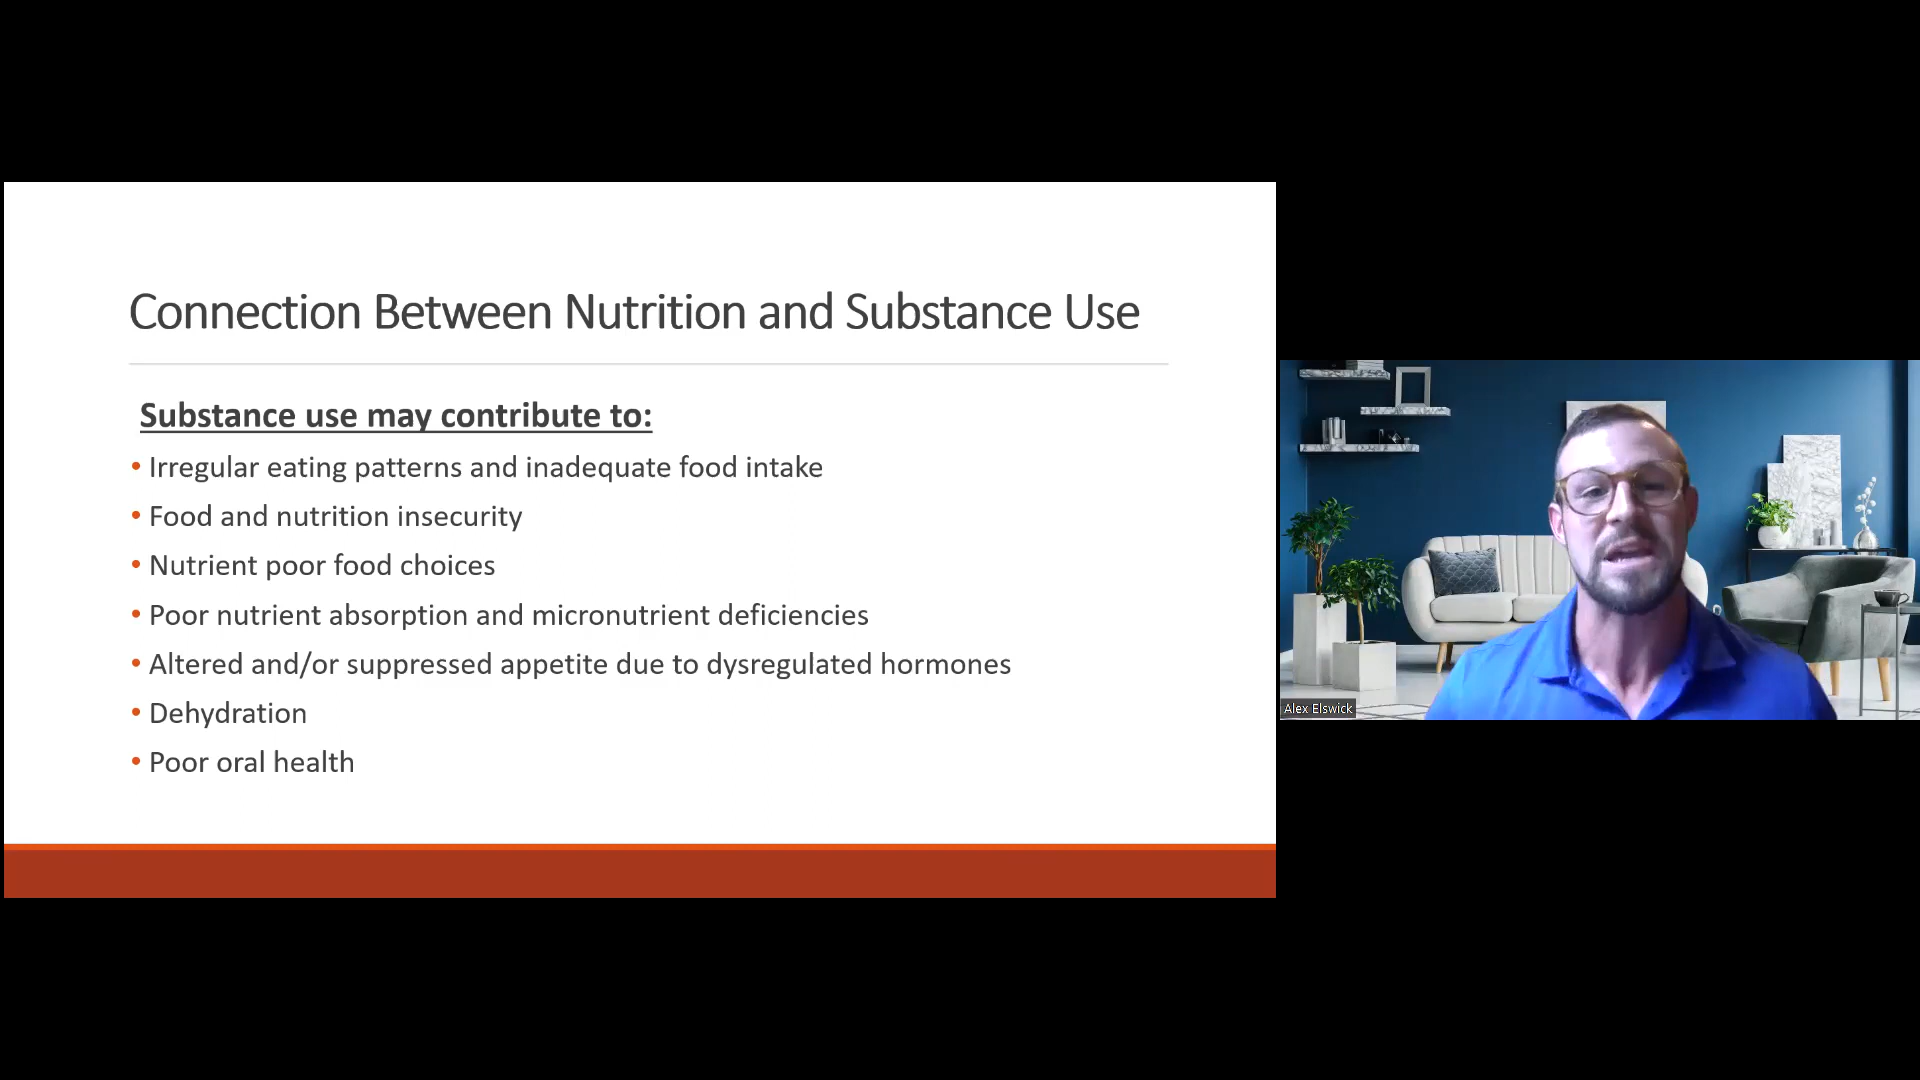 Connection Between Nutrition and Substance Use
Substance use may contribute to:
• Irregular eating patterns and inadequate food intake
• Food and nutrition insecurity
• Nutrient poor food choices
• Poor nutrient absorption and micronutrient deficiencies
• Altered and/or suppressed appetite due to dysregulated hormones
• Dehydration
• Poor oral health
Alex Elswick